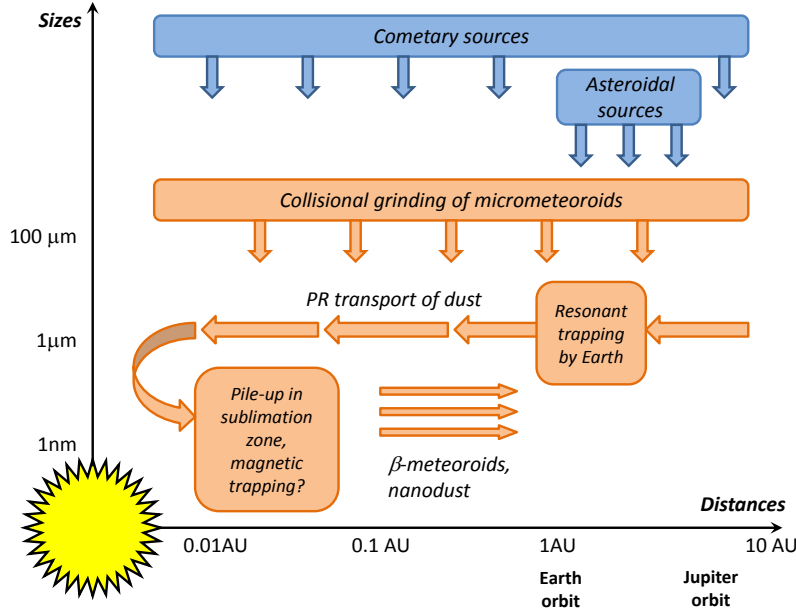 Sizes
Cometary sources
Asteroidal
sources
Collisional grinding of micrometeoroids
100 μm
PR transport of dust
Resonant
trapping
by Earth
1μm
Pile-up in
sublimation
zone,
magnetic
trapping?
1nm
β-meteoroids,
nanodust
Distances
0.01AU
0.1 AU
1AU
10 AU
Earth
orbit
Jupiter
orbit